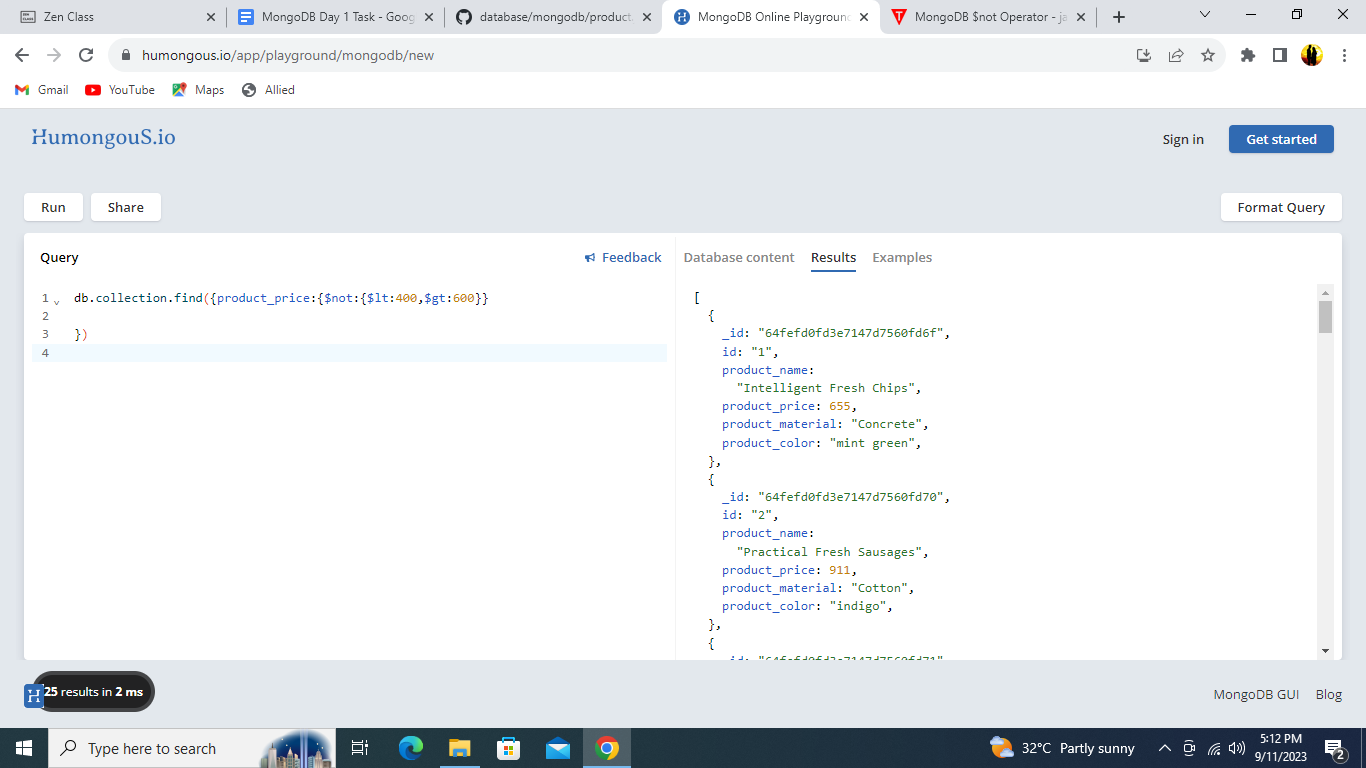 Zen Class
MongoDB Day 1 Task - Goog
database/mongodb/product.
MongoDB Online Playground
MongoDB $not Operator - ja
humongous.io/app/playground/mongodb/new
Gmail
YouTube
Maps
Allied
HumongouS.io
Sign in
Get started
Run
Share
Format Query
Query
Feedback
Database content
Results
Examples
1 db.collection.find({product_price:{$not:{$lt:400,$gt:600}}
2
3 })
4
[
{
_id: "64fefd0fd3e7147d7560fd6f",
id: "1",
product_name:
"Intelligent Fresh Chips",
product_price: 655,
product_material: "Concrete",
product_color: "mint green",
},
{
_id: "64fefd0fd3e7147d7560fd70",
id: "2",
product_name:
"Practical Fresh Sausages",
product_price: 911,
product_material: "Cotton",
product_color: "indigo",
},
{
H
25 results in 2 ms
MongoDB GUI
Blog
Type here to search
32°C Partly sunny
5:12 PM
9/11/2023
2